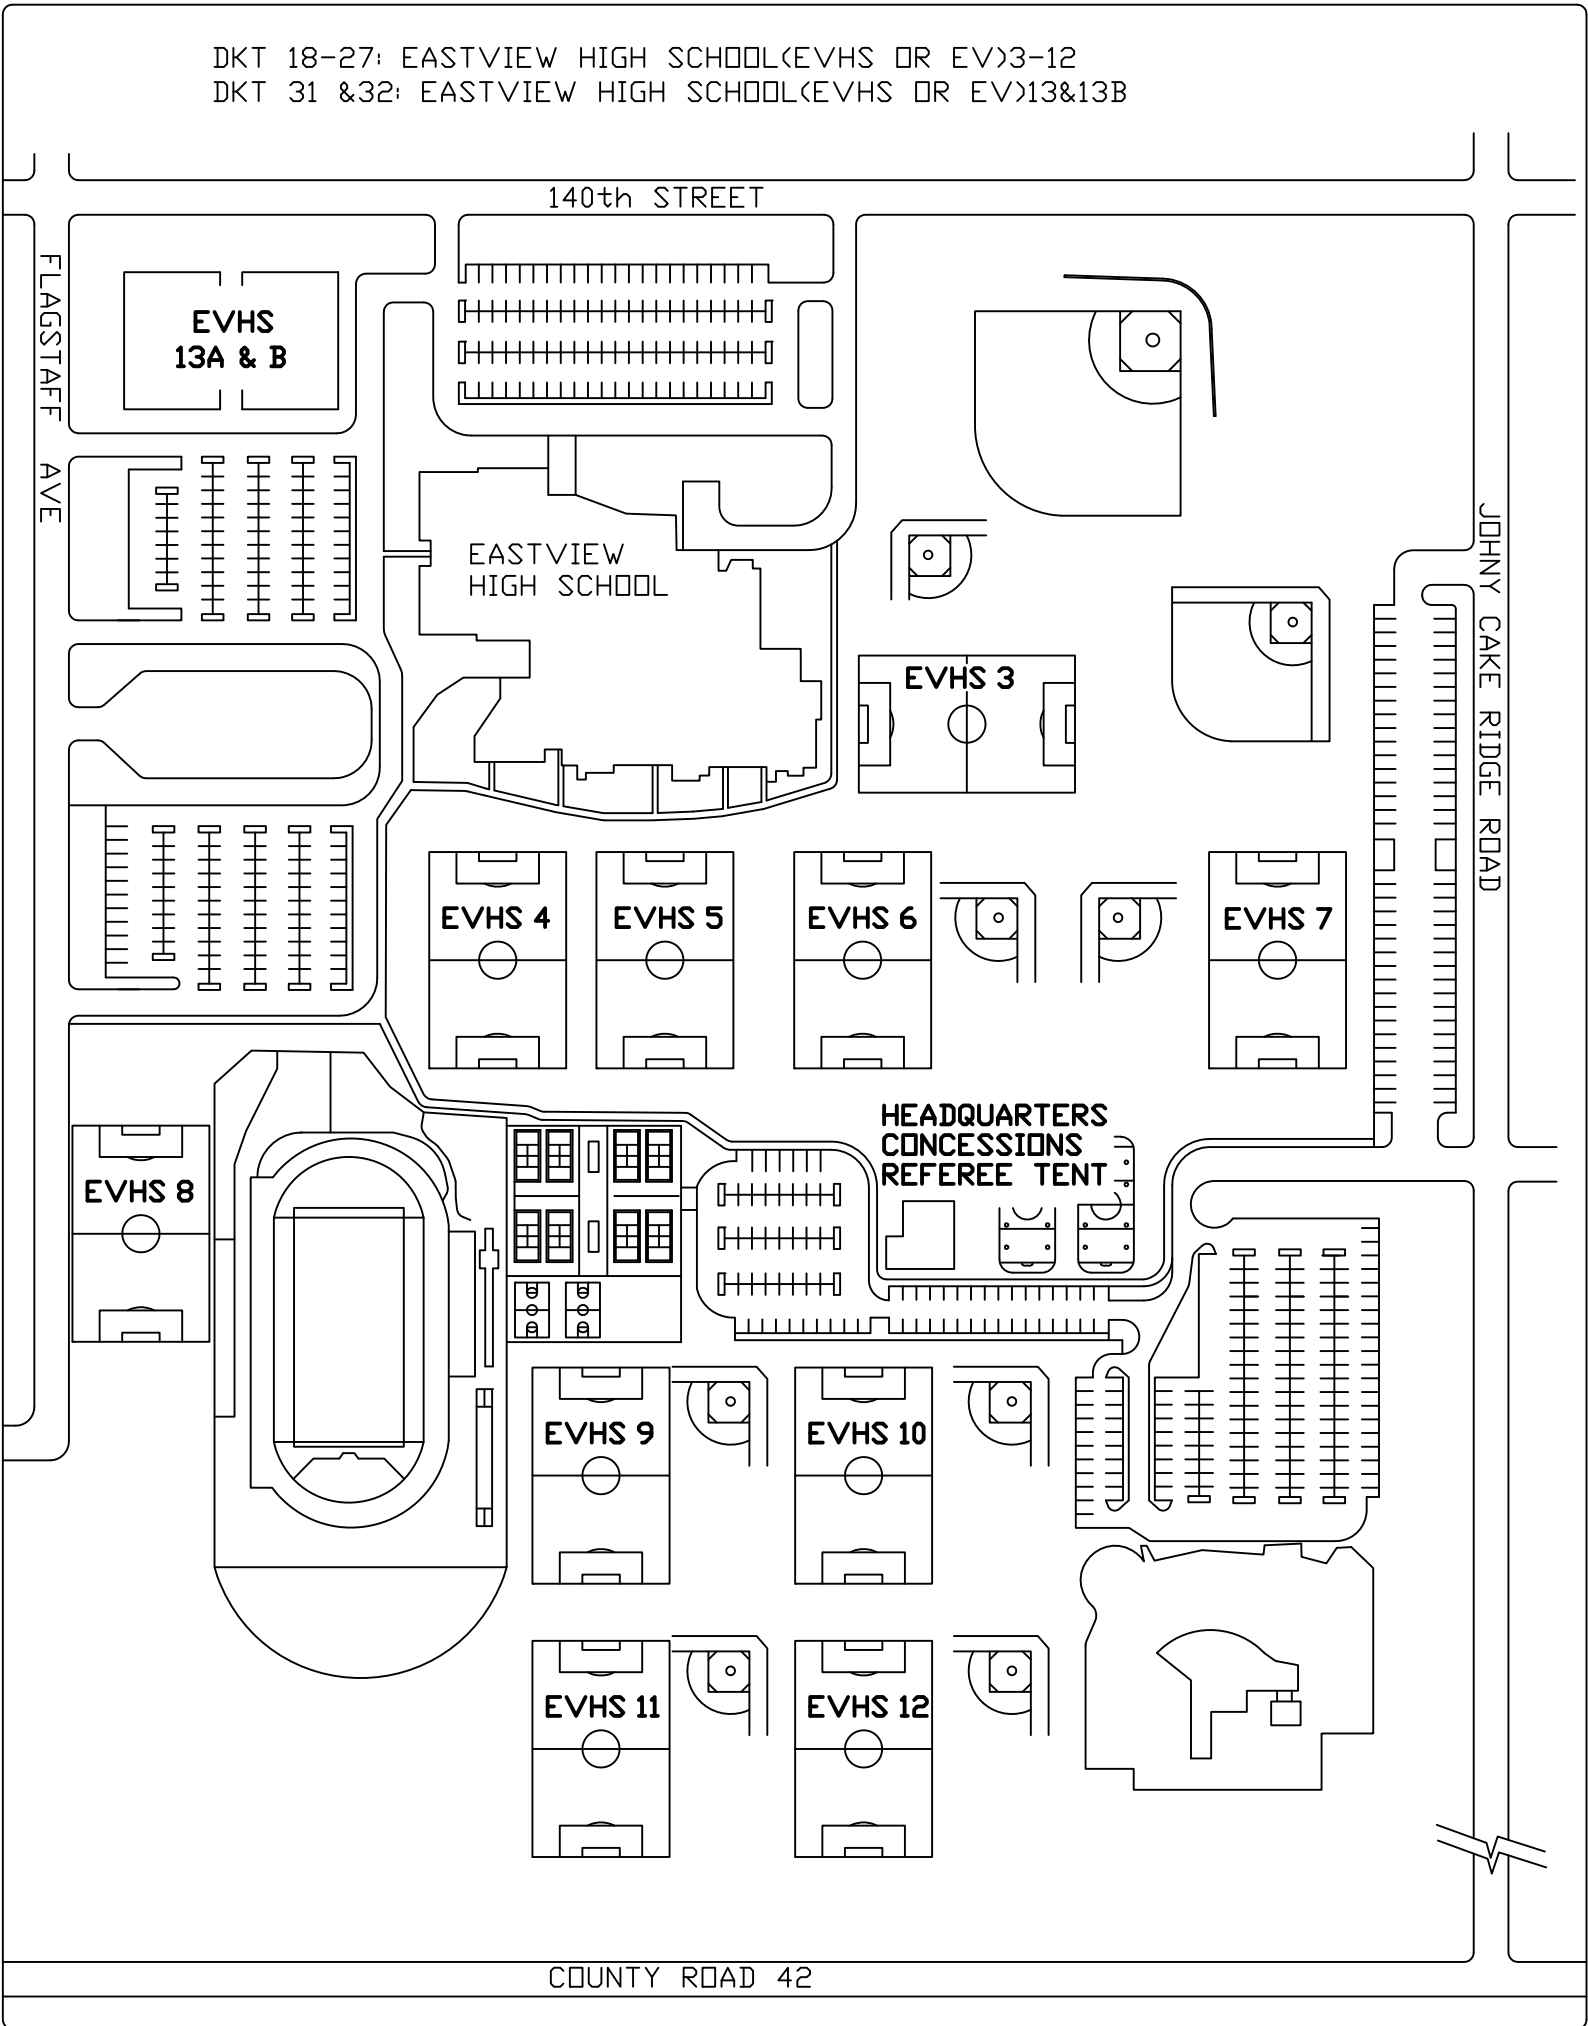 DKT 18-27: EASTVIEW HIGH SCHOOL(EVHS OR EV)3-12
DKT 31 &32: EASTVIEW HIGH SCHOOL(EVHS OR EV)13&13B
140th STREET
FLAGSTAFF AVE
EVHS
13A & B
EASTVIEW
HIGH SCHOOL
JOHNY CAKE RIDGE ROAD
EVHS 3
EVHS 4
EVHS 5
EVHS 6
EVHS 7
HEADQUARTERS
CONCESSIONS
REFEREE TENT
EVHS 8
EVHS 9
EVHS 10
EVHS 11
EVHS 12
COUNTY ROAD 42